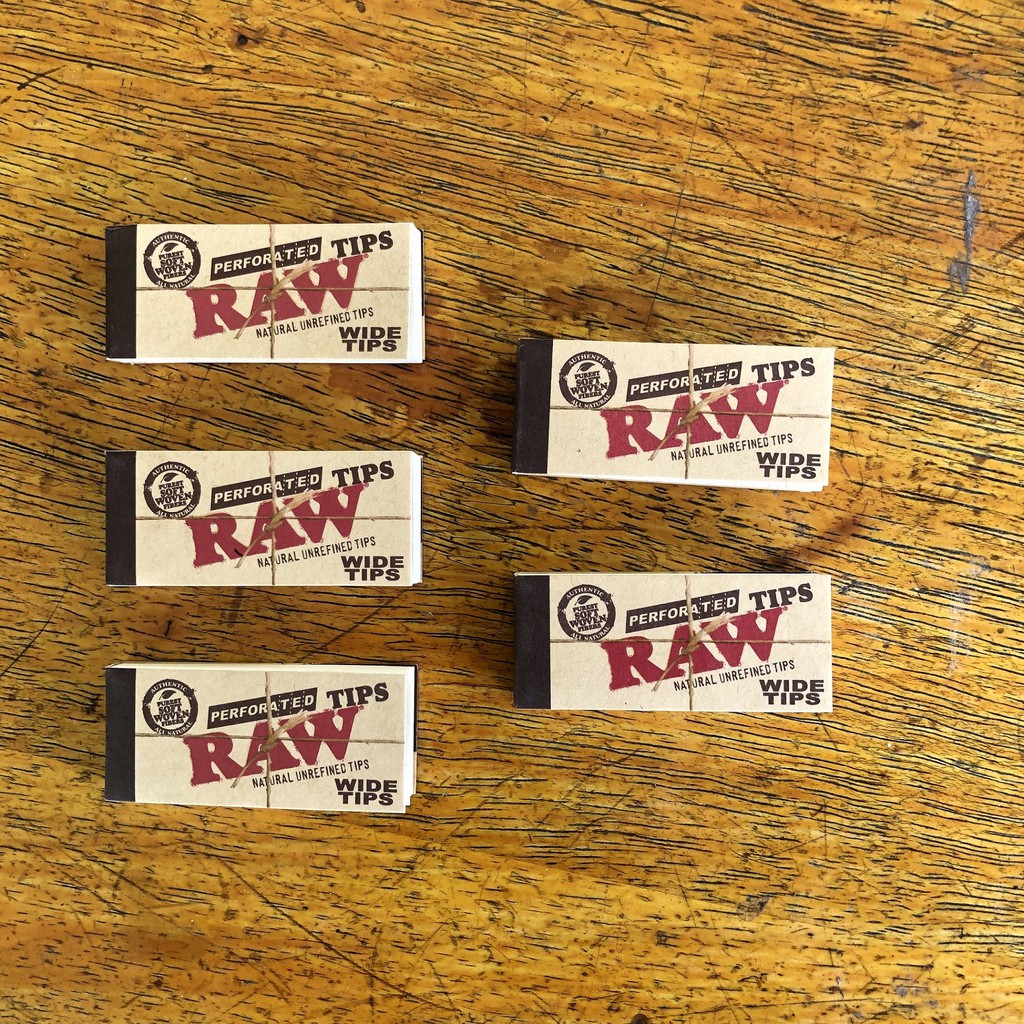 AUTHENTIC
PUREST
SOFT
WOVEN
FIBERS
ALL NATURAL
PERFORATED TIPS
RAW
NATURAL UNREFINED TIPS
WIDE
TIPS
AUTHENTIC
PUREST
SOFT
WOVEN
FIBERS
ALL NATURAL
PERFORATED TIPS
RAW
NATURAL UNREFINED TIPS
WIDE
TIPS
AUTHENTIC
PUREST
SOFT
WOVEN
FIBERS
ALL NATURAL
PERFORATED TIPS
RAW
NATURAL UNREFINED TIPS
WIDE
TIPS
AUTHENTIC
PUREST
SOFT
WOVEN
FIBERS
ALL NATURAL
PERFORATED TIPS
RAW
NATURAL UNREFINED TIPS
WIDE
TIPS
AUTHENTIC
PUREST
SOFT
WOVEN
FIBERS
ALL NATURAL
PERFORATED TIPS
RAW
NATURAL UNREFINED TIPS
WIDE
TIPS